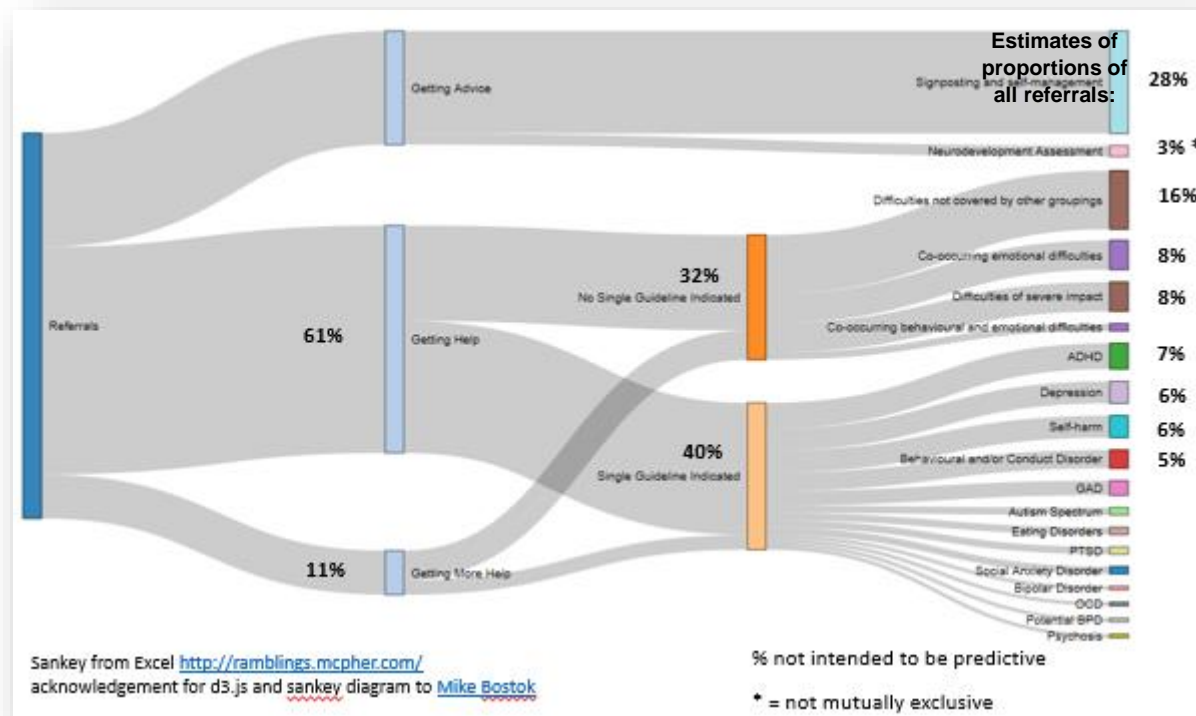 Estimates of
proportions of
all referrals:
Getting Advice
Signposting and self-management
28%
Neurodevelopment Assessment
3% *
Difficulties not covered by other groupings
16%
Co-occurring emotional difficulties
8%
32%
No Single Guideline Indicated
Difficulties of severe impact
8%
Referrals
61%
Getting Help
Co-occurring behavioural and emotional difficulties
ADHD
7%
Depression
6%
Self-harm
6%
40%
Single Guideline Indicated
Behavioural and/or Conduct Disorder
5%
GAD
Autism Spectrum
Eating Disorders
PTSD
11%
Getting More Help
Social Anxiety Disorder
Bipolar Disorder
OCD
Potential BPD
Psychosis
Sankey from Excel http://ramblings.mcpher.com/
acknowledgement for d3.js and sankey diagram to Mike Bostok
% not intended to be predictive
* = not mutually exclusive